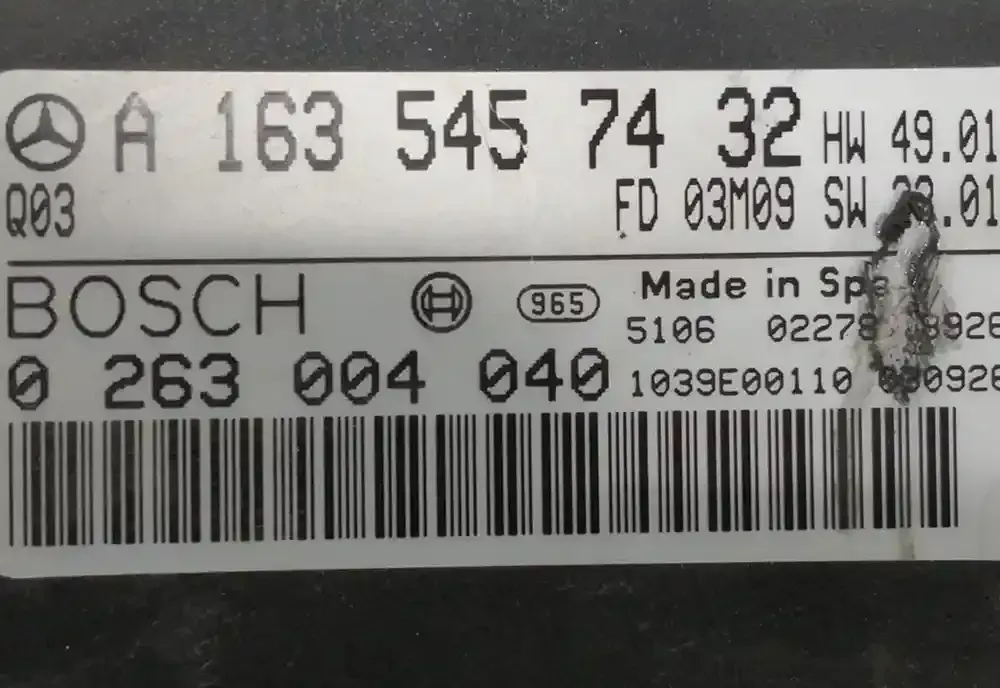 A 163 545 74 32 HW 49.01
Q03 FD 03M09 SW .01
BOSCH 965 Made in
5106
0 263 004 040 1039E00110